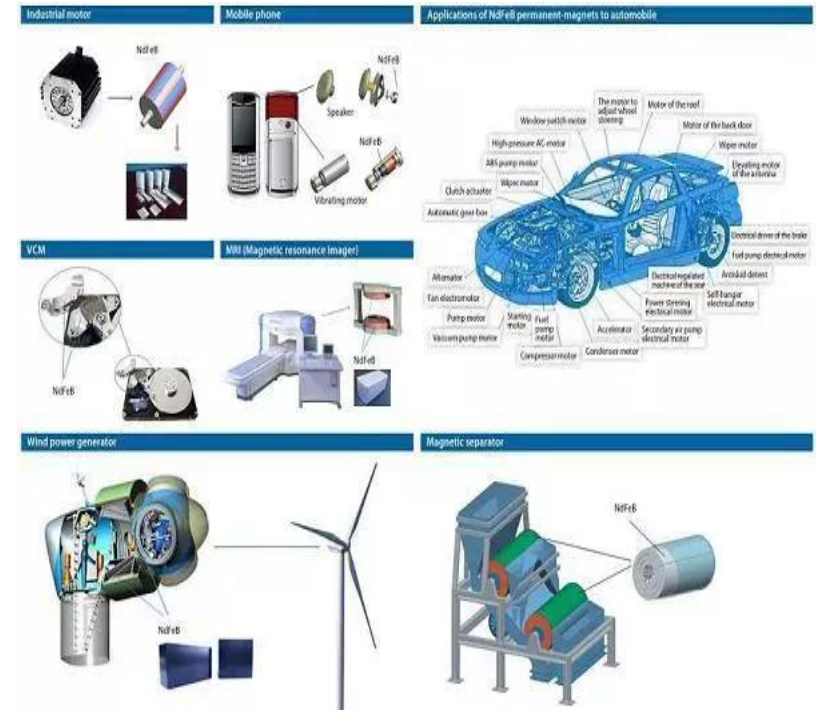 Industrial motor
NdFeB
Mobile phone
NdFeB
Speaker
NdFeB
Vibrating motor
Applications of NdFeB permanent-magnets to automobile
The motor to
adjust wheel
steering
Motor of the roof
Window switch motor
Motor of the back door
High-pressure AC-motor
Wiper motor
ABS pump motor
Elevating motor
of the antenna
Wiper motor
Clutch actuator
Automatic gear box
Electrical driver of the brake
Fuel pump electrical motor
Alternator
Electrical regulated
machine of the seat
Antiskid detent
Fan electromotor
Self-hanger
electrical motor
Power steering
electrical motor
Pump motor
Starting
motor
Fuel
pump
motor
Accelerator
Secondary air pump
electrical motor
Vacuum pump motor
Compressor motor
Condenser motor
VCM
NdFeB
MRI (Magnetic resonance imager)
NdFeB
Wind power generator
NdFeB
Magnetic separator
NdFeB